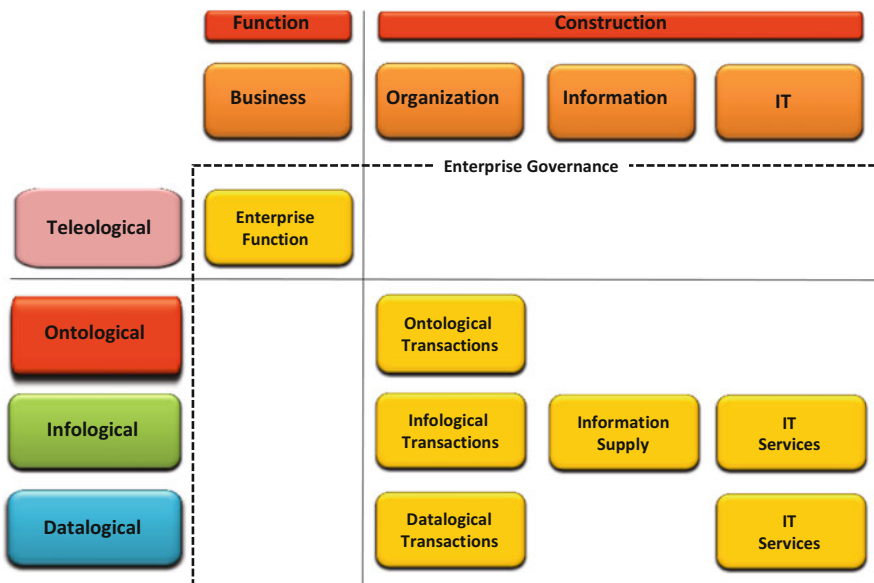 Function
Construction
Business
Organization
Information
IT
Enterprise Governance
Teleological
Enterprise
Function
Ontological
Ontological
Transactions
Infological
Infological
Transactions
Information
Supply
IT
Services
Datalogical
Datalogical
Transactions
IT
Services